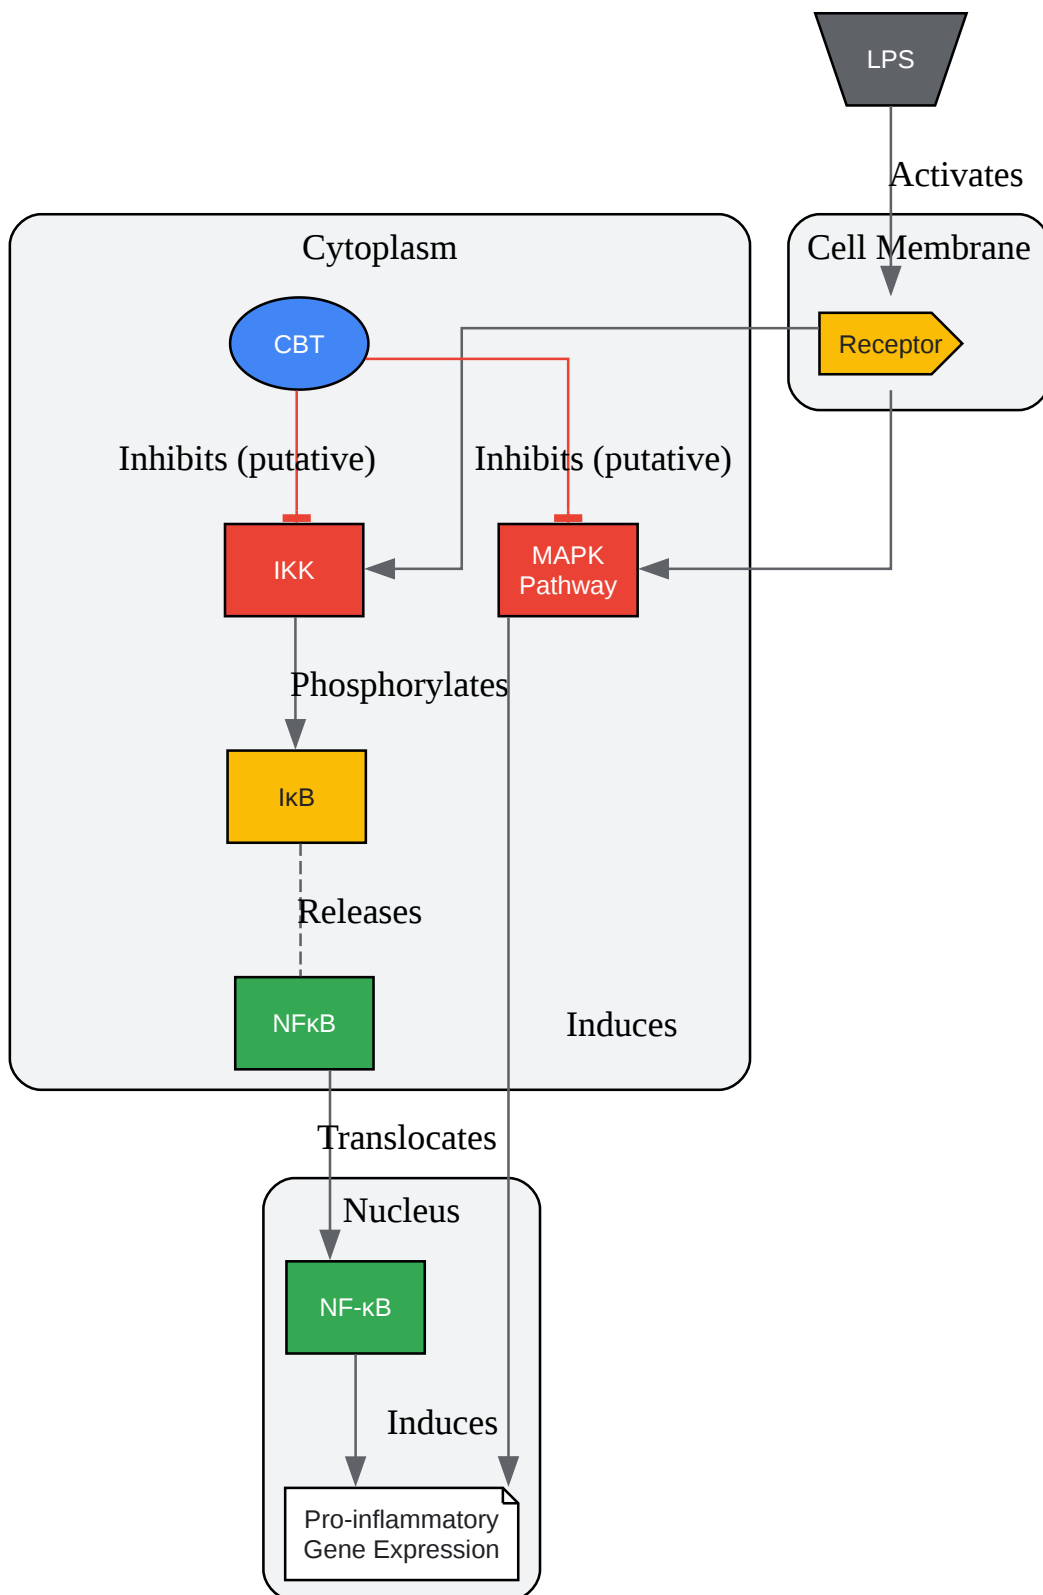 LPS
Activates
Cytoplasm
Cell Membrane
CBT
Receptor
Inhibits (putative)
Inhibits (putative)
IKK
MAPK
Pathway
Phosphorylates
IκB
Releases
NFκB
Induces
Translocates
Nucleus
NF-κB
Induces
Pro-inflammatory
Gene Expression